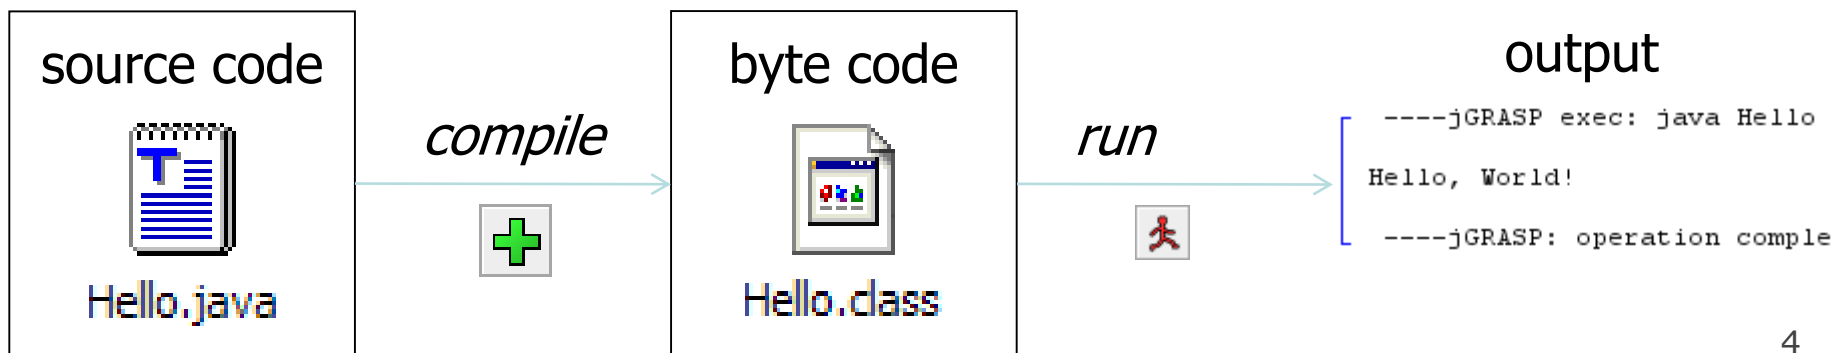 source code
Hello.java
compile
byte code
Hello.class
run
output
----jGRASP exec: java Hello
Hello, World!
----jGRASP: operation comple
4